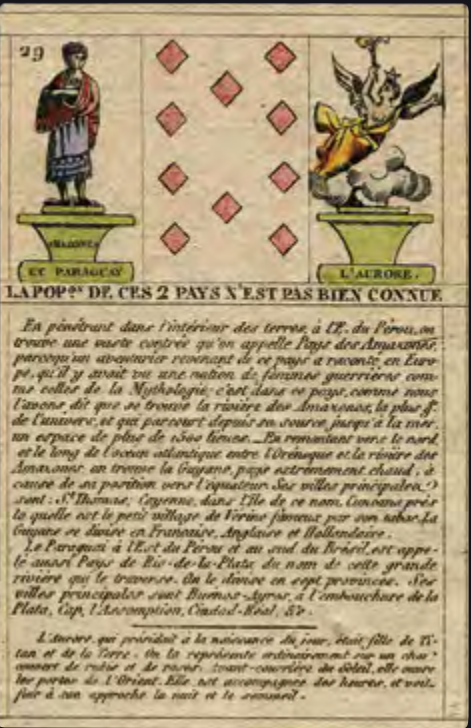 29
AMAZONE
ET PARAGUAY
L'AURORE.
LA POPon DE CES 2 PAYS N'EST PAS BIEN CONNUE
En pénétrant dans l'intérieur des terres, à l'E. du Pérou, on
trouve une vaste contrée qu'on appelle Pays des Amazones,
parcequ'un aventurier revenant de ce pays a raconté, en Euro-
pe, qu'il y avait vu une nation de femmes guerrières com-
me celles de la Mythologie; c'est dans ce pays, comme nous
l'avons dit que se trouve la rivière des Amazones, la plus gde
de l'univers, et qui parcourt depuis sa source jusqu'à la mer,
un espace de plus de 1500 lieues. _ En remontant vers le nord,
et le long de l'océan atlantique entre l'Orénoque et la rivière des
Amazones on trouve la Guyane, pays extrêmement chaud, à
cause de sa position vers l'équateur. Ses villes principales
sont: St. Thomas; Cayenne, dans l'île de ce nom, Cumana près
la quelle est le petit village de Vérine fameux par son tabac. La
Guyane se divise en Française, Anglaise et Hollandaise.
Le Paraguai à l'Est du Perou et au sud du Brésil, est appe-
lé aussi Pays de Rio-de-la-Plata du nom de cette grande
rivière qui le traverse. On le divise en sept provinces. Ses
villes principales sont Buenos-Ayres, à l'embouchure de la
Plata, Cap, l'Assomption, Ciudad-Réal, &c.
L'Aurore, qui présidait à la naissance du jour, était fille de Ti-
tan et de la Terre. On la représente ordinairement sur un char
couvert de rubis et de roses: avant-courrière du Soleil, elle ouvre
les portes de l'Orient. Elle est accompagnée des heures, et voit
fuir à son approche la nuit et le sommeil.